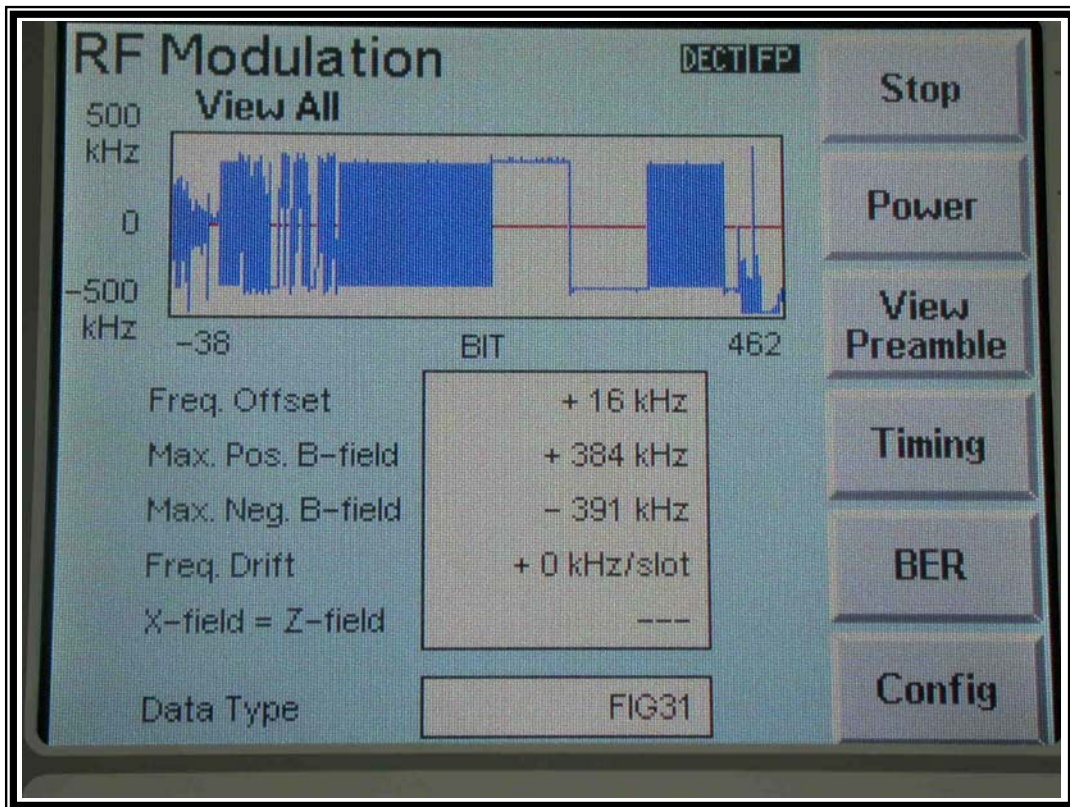 RF Modulation
DECT FP
View All
500
kHz
0
-500
kHz
-38
BIT
462
Freq. Offset + 16 kHz
Max. Pos. B-field + 384 kHz
Max. Neg. B-field - 391 kHz
Freq. Drift + 0 kHz/slot
X-field = Z-field ---
Data Type FIG31
Stop
Power
View
Preamble
Timing
BER
Config